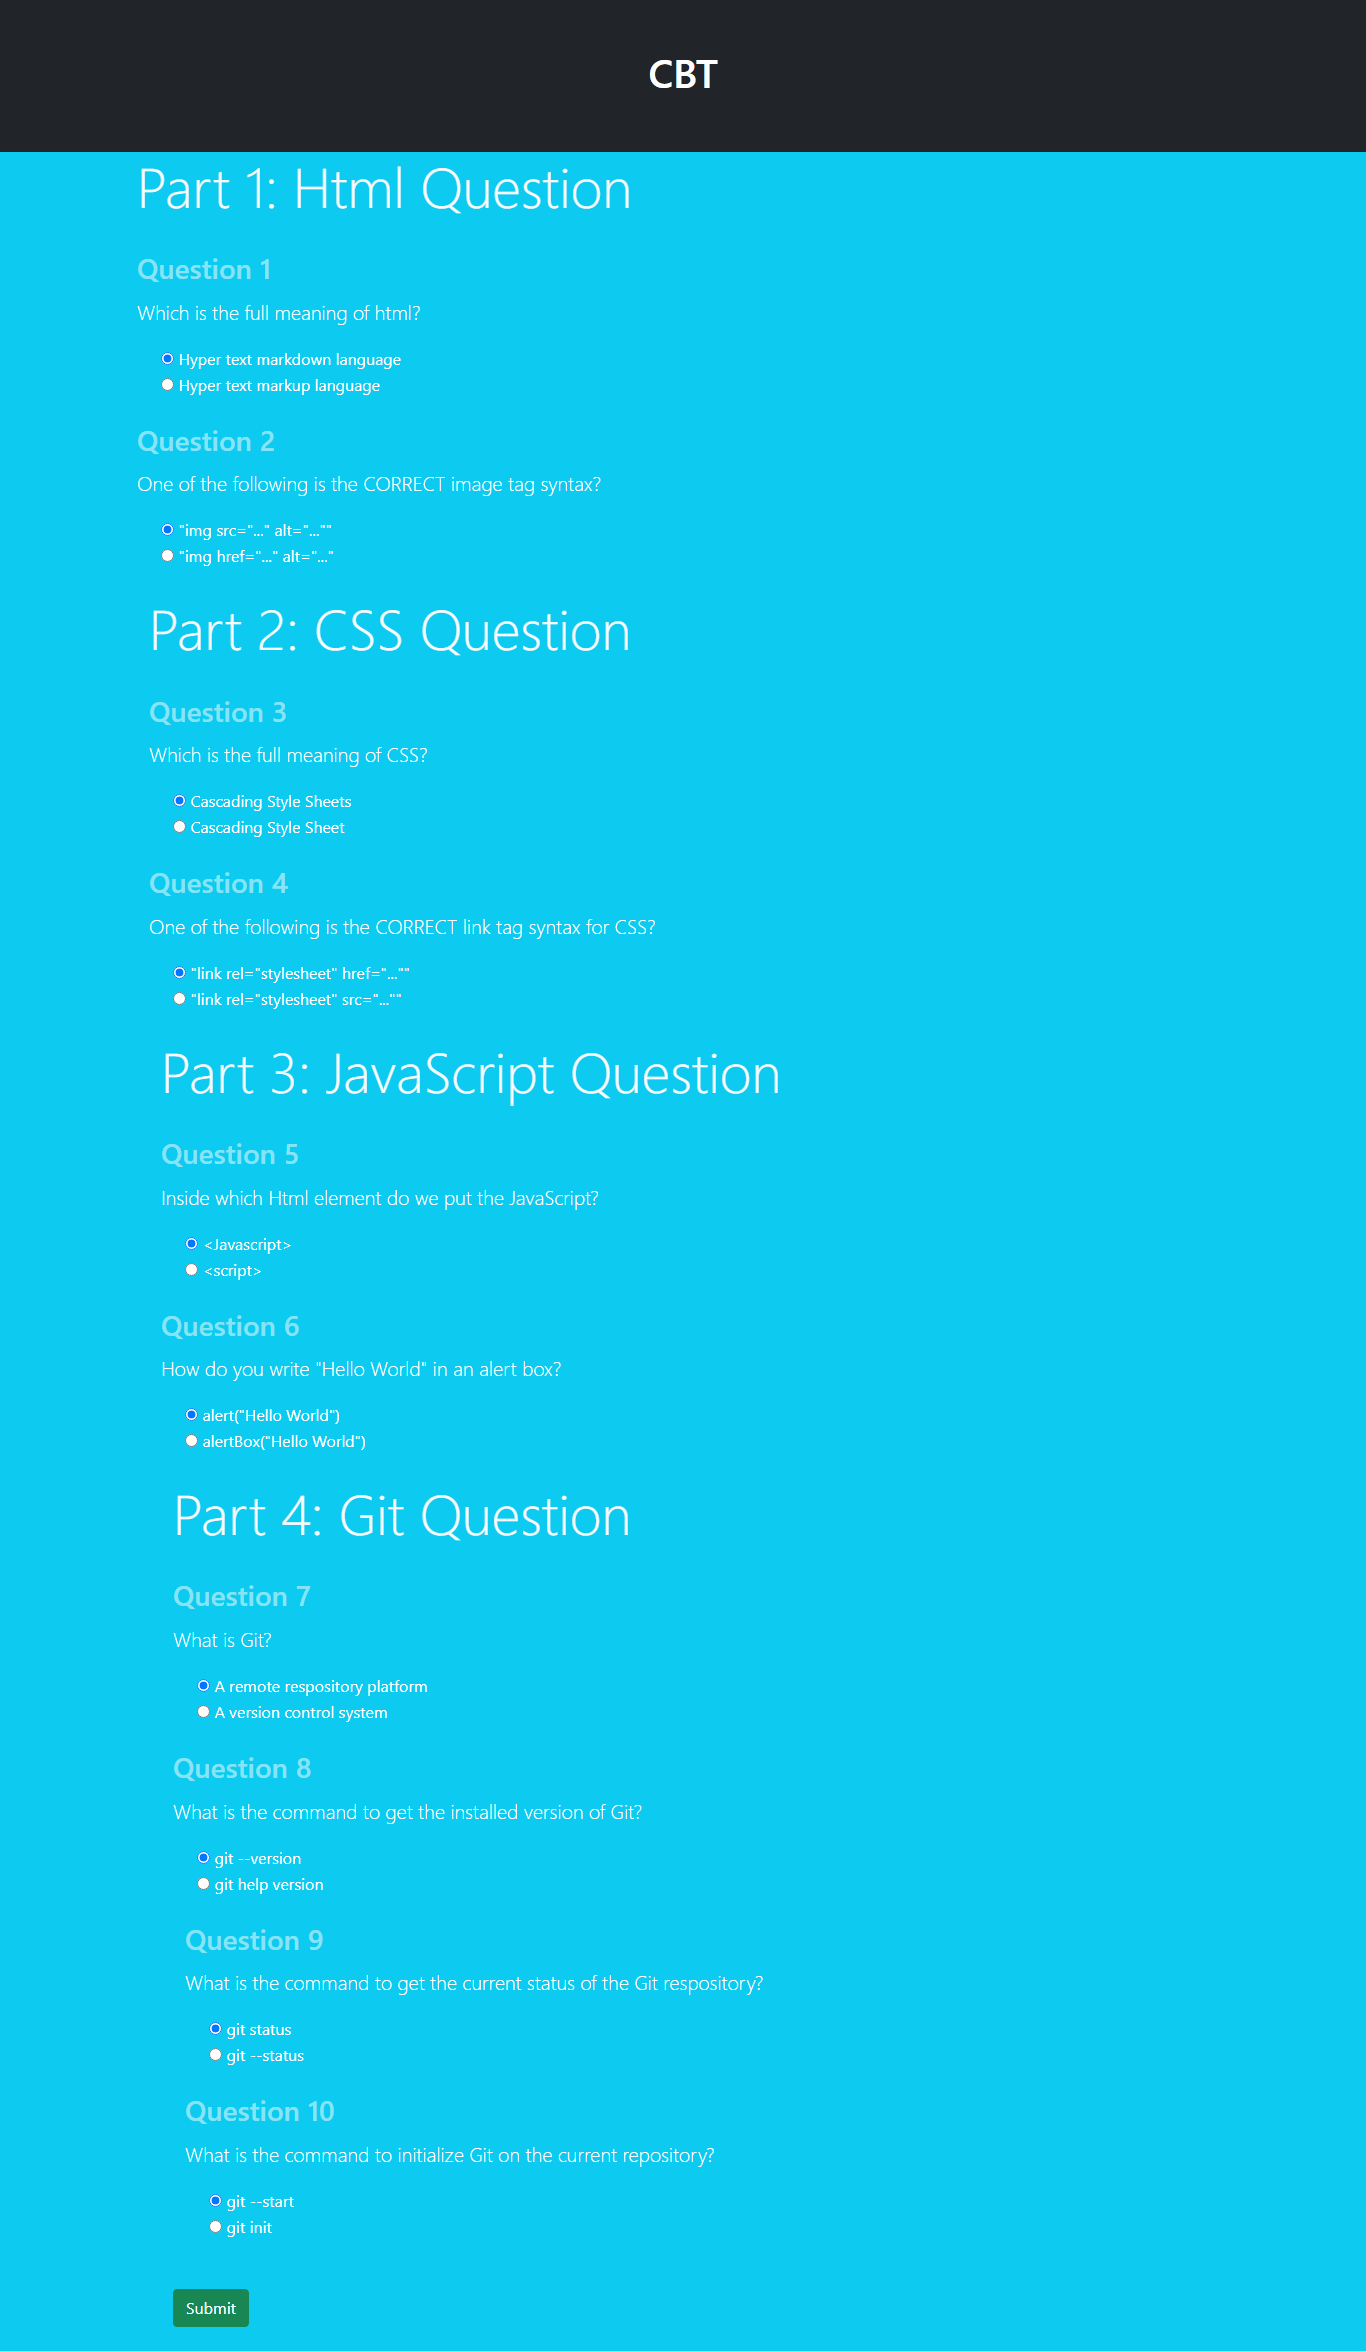 CBT
Part 1: Html Question
Question 1
Which is the full meaning of html?
Hyper text markdown language
Hyper text markup language
Question 2
One of the following is the CORRECT image tag syntax?
"img src="..." alt="...""
"img href="..." alt="..."
Part 2: CSS Question
Question 3
Which is the full meaning of CSS?
Cascading Style Sheets
Cascading Style Sheet
Question 4
One of the following is the CORRECT link tag syntax for CSS?
"link rel="stylesheet" href="...""
"link rel="stylesheet" src="...""
Part 3: JavaScript Question
Question 5
Inside which Html element do we put the JavaScript?
<Javascript>
<script>
Question 6
How do you write "Hello World" in an alert box?
alert("Hello World")
alertBox("Hello World")
Part 4: Git Question
Question 7
What is Git?
A remote respository platform
A version control system
Question 8
What is the command to get the installed version of Git?
git --version
git help version
Question 9
What is the command to get the current status of the Git respository?
git status
git --status
Question 10
What is the command to initialize Git on the current repository?
git --start
git init
Submit